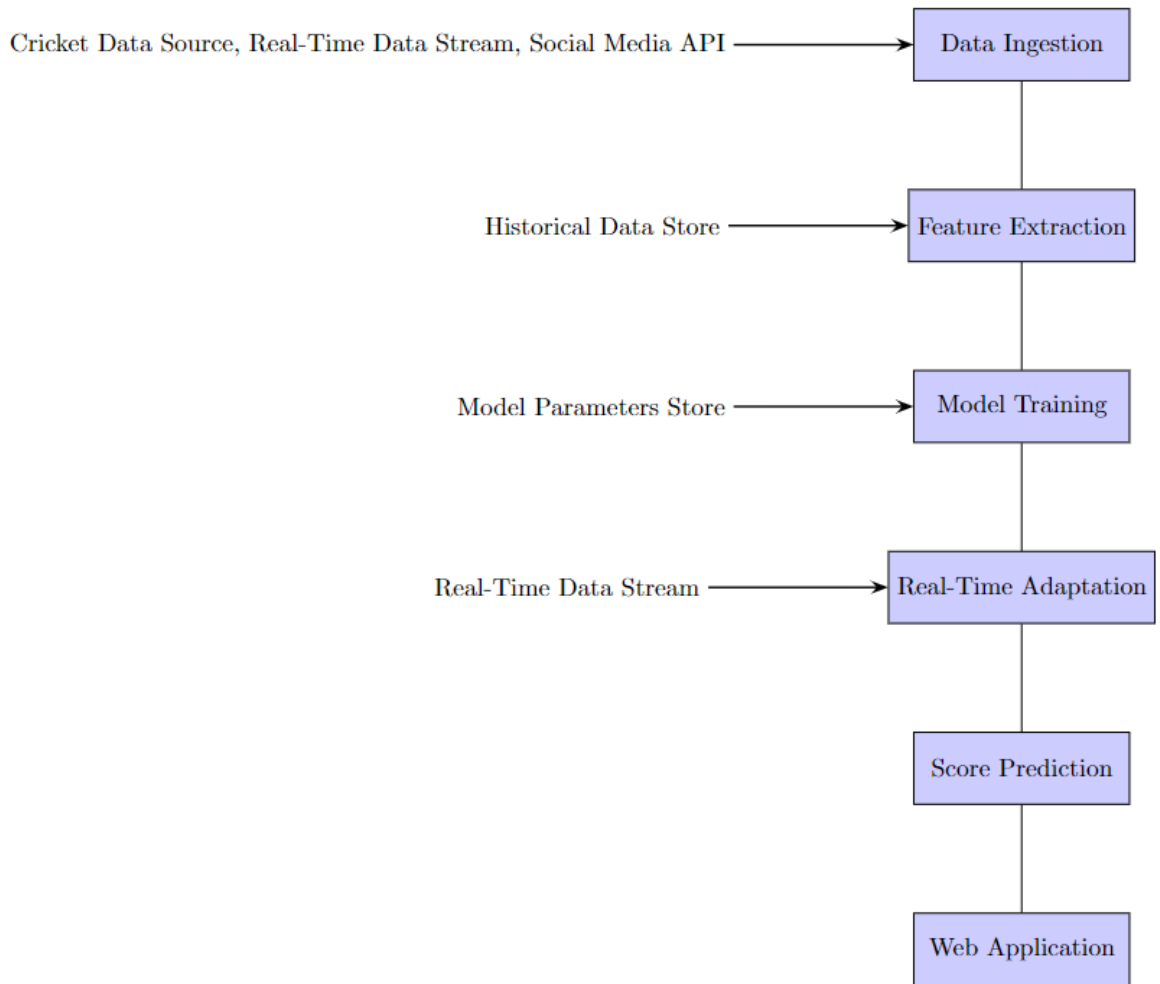 Cricket Data Source, Real-Time Data Stream, Social Media API
Data Ingestion
Historical Data Store
Feature Extraction
Model Parameters Store
Model Training
Real-Time Data Stream
Real-Time Adaptation
Score Prediction
Web Application